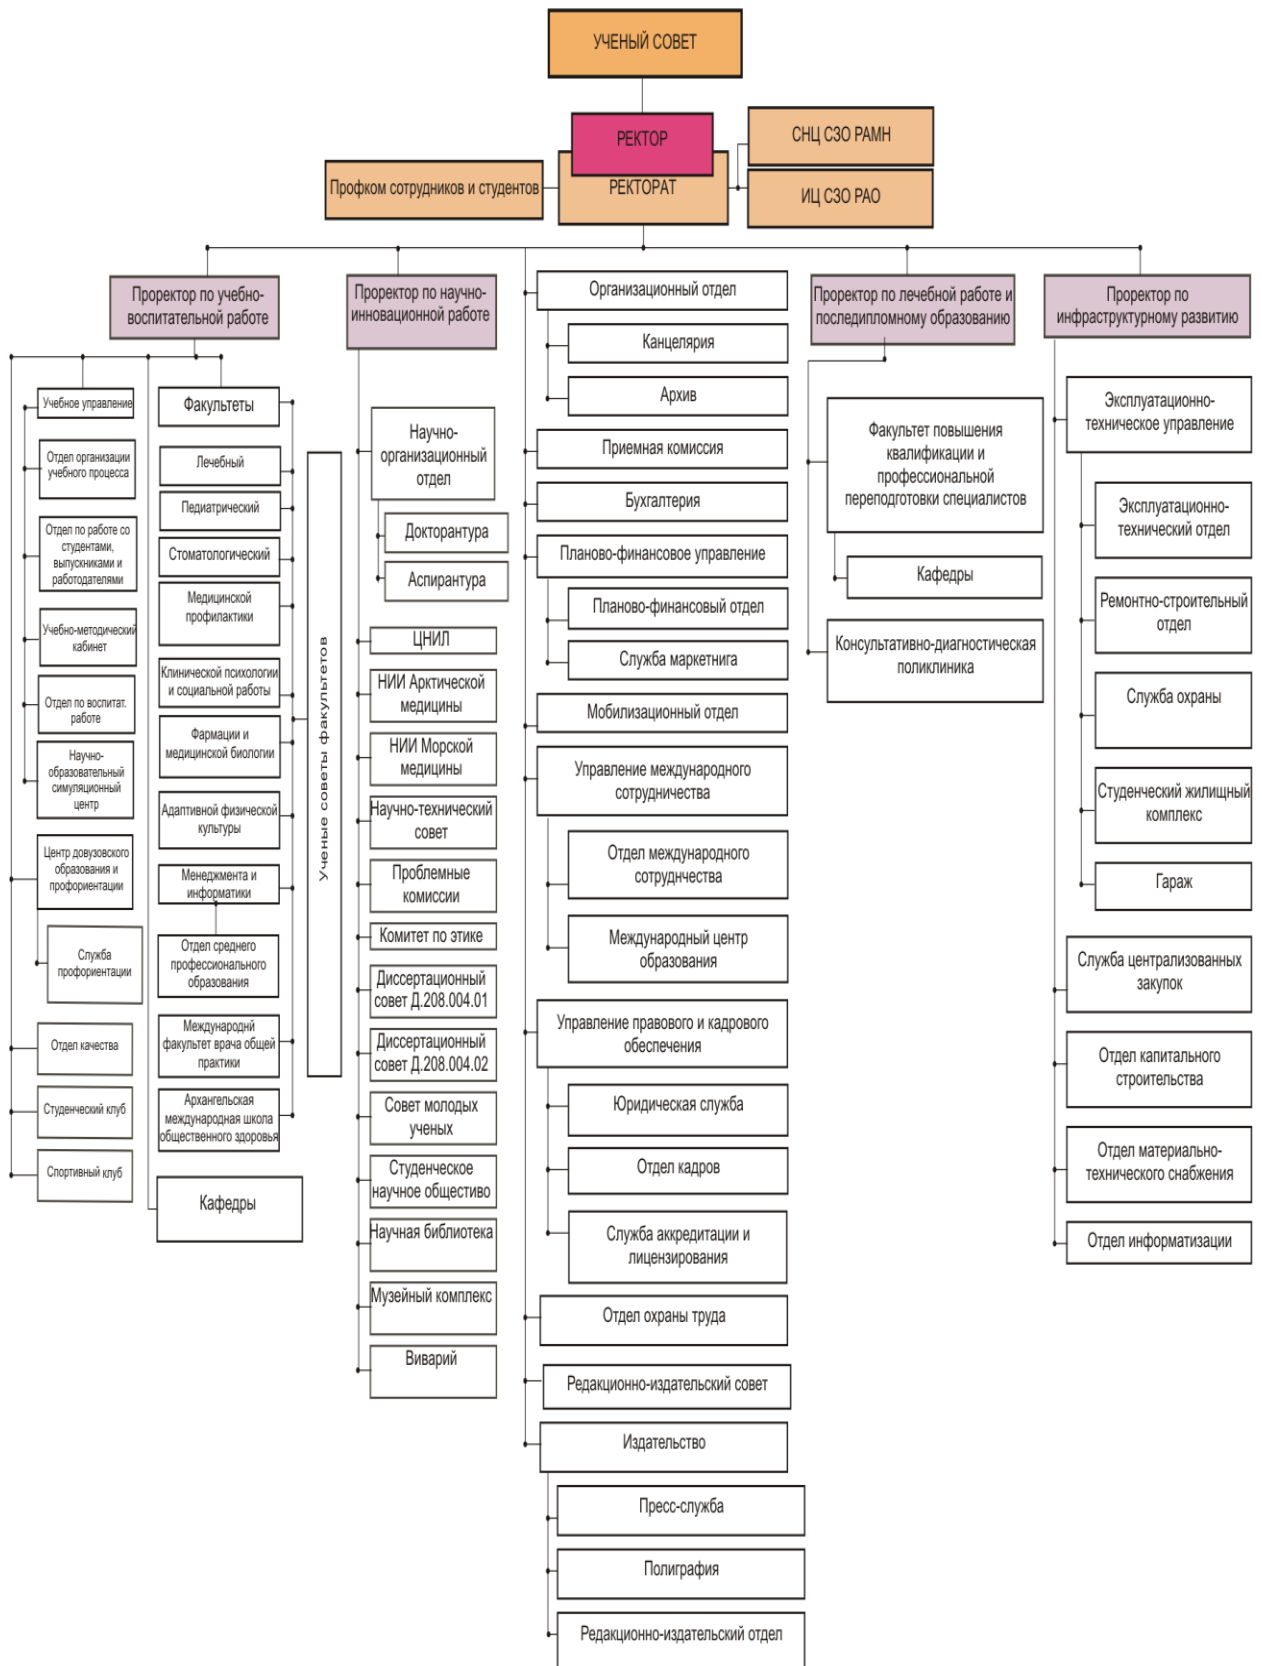 УЧЕНЫЙ СОВЕТ
РЕКТОР
РЕКТОРАТ
Профком сотрудников и студентов
СНЦ СЗО РАМН
ИЦ СЗО РАО
Проректор по учебно-
воспитательной работе
Учебное управление
Отдел организации
учебного процесса
Отдел по работе со
студентами,
выпускниками и
работодателями
Учебно-методический
кабинет
Отдел по воспитат.
работе
Научно-
образовательный
симуляционный
центр
Центр довузовского
образования и
профориентации
Служба
профориентации
Отдел качества
Студенческий клуб
Спортивный клуб
Факультеты
Лечебный
Педиатрический
Стоматологический
Медицинской
профилактики
Клинической психологии
и социальной работы
Фармации и
медицинской биологии
Адаптивной физической
культуры
Менеджмента и
информатики
Отдел среднего
профессионального
образования
Международнй
факультет врача общей
практики
Архангельская
международная школа
общественного здоровья
Кафедры
Ученые советы факультетов
Проректор по научно-
инновационной работе
Научно-
организационный
отдел
Докторантура
Аспирантура
ЦНИЛ
НИИ Арктической
медицины
НИИ Морской
медицины
Научно-технический
совет
Проблемные
комиссии
Комитет по этике
Диссертационный
совет Д.208.004.01
Диссертационный
совет Д.208.004.02
Совет молодых
ученых
Студенческое
научное общестиво
Научная библиотека
Музейный комплекс
Виварий
Организационный отдел
Канцелярия
Архив
Приемная комиссия
Бухгалтерия
Планово-финансовое управление
Планово-финансовый отдел
Служба маркетнига
Мобилизационный отдел
Управление международного
сотрудничества
Отдел международного
сотруднчества
Международный центр
образования
Управление правового и кадрового
обеспечения
Юридическая служба
Отдел кадров
Служба аккредитации и
лицензирования
Отдел охраны труда
Редакционно-издательский совет
Издательство
Пресс-служба
Полиграфия
Редакционно-издательский отдел
Проректор по лечебной работе и
последипломному образованию
Факультет повышения
квалификации и
профессиональной
переподготовки специалистов
Кафедры
Консультативно-диагностическая
поликлиника
Проректор по
инфраструктурному развитию
Эксплуатационно-
техническое управление
Эксплуатационно-
технический отдел
Ремонтно-строительный
отдел
Служба охраны
Студенческий жилищный
комплекс
Гараж
Служба централизованных
закупок
Отдел капитального
строительства
Отдел материально-
технического снабжения
Отдел информатизации